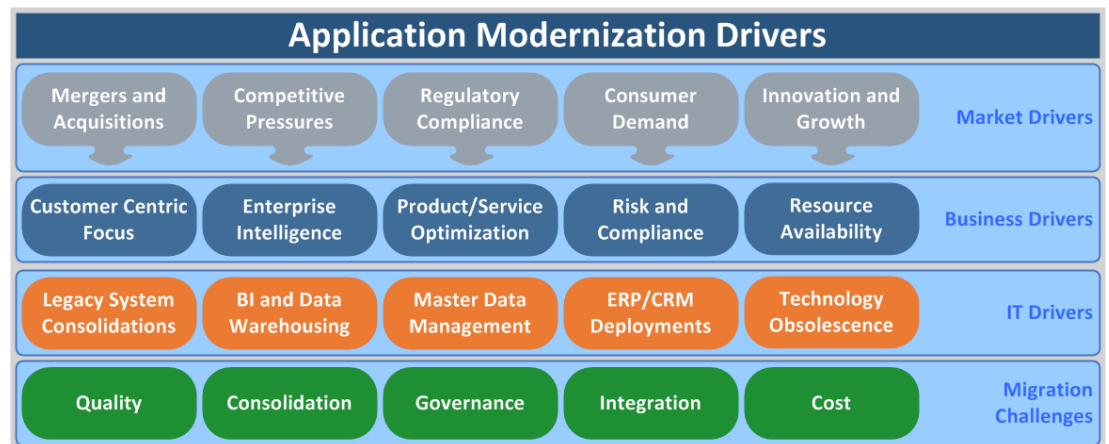 Application Modernization Drivers
Mergers and
Acquisitions
Competitive
Pressures
Regulatory
Compliance
Consumer
Demand
Innovation and
Growth
Market Drivers
Customer Centric
Focus
Enterprise
Intelligence
Product/Service
Optimization
Risk and
Compliance
Resource
Availability
Business Drivers
Legacy System
Consolidations
BI and Data
Warehousing
Master Data
Management
ERP/CRM
Deployments
Technology
Obsolescence
IT Drivers
Quality
Consolidation
Governance
Integration
Cost
Migration
Challenges